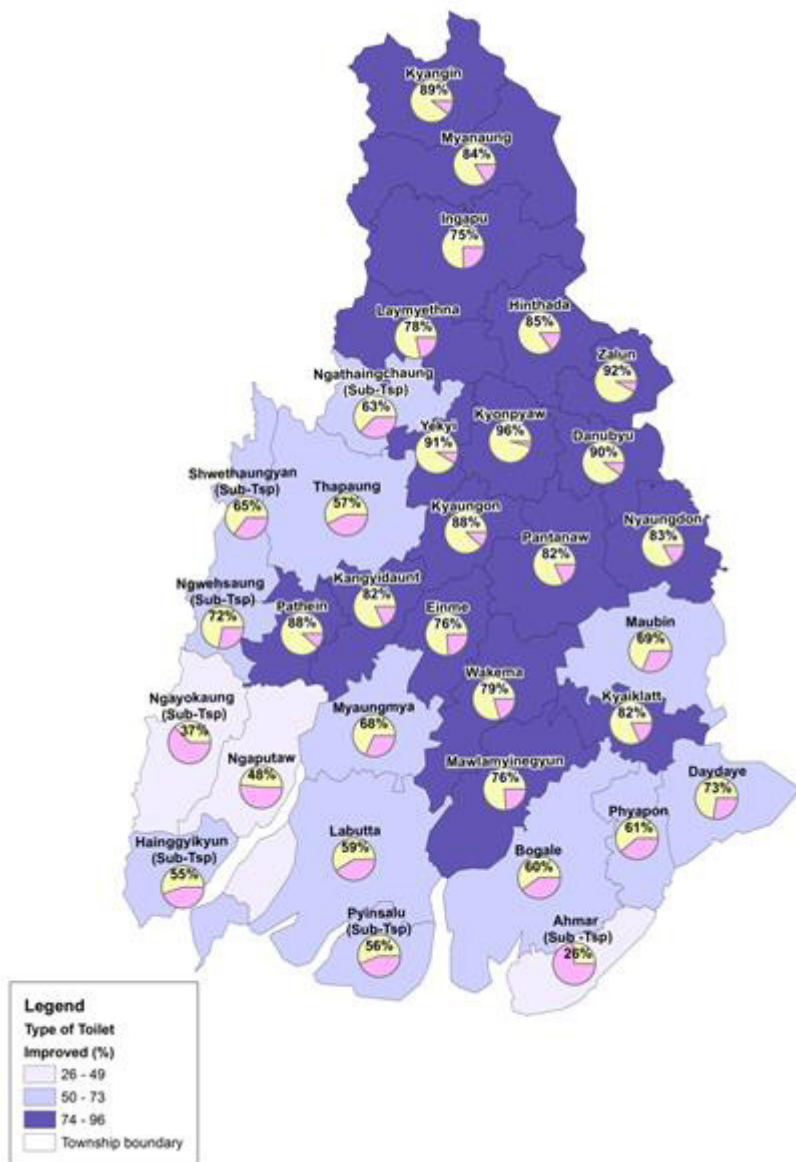 Kyangin
89%
Myanaung
84%
Ingapu
75%
Laymyethna
78%
Hinthada
85%
Zalun
92%
Ngathaingchaung
(Sub-Tsp)
63%
Yekyi
91%
Kyonpyaw
96%
Danubyu
90%
Shwethaungyan
(Sub-Tsp)
65%
Thapaung
57%
Kyaungon
88%
Pantanaw
82%
Nyaungdon
83%
Ngwehsaung
(Sub-Tsp)
72%
Pathein
88%
Kangyidaunt
82%
Einme
76%
Maubin
69%
Ngayokaung
(Sub-Tsp)
37%
Ngaputaw
48%
Myaungmya
68%
Wakema
79%
Kyaiklatt
82%
Mawlamyinegyun
76%
Daydaye
73%
Phyapon
61%
Hainggyikyun
(Sub-Tsp)
55%
Labutta
59%
Bogale
60%
Pyinsalu
(Sub-Tsp)
56%
Ahmar
(Sub -Tsp)
26%
Legend
Type of Toilet
Improved (%)
26 - 49
50 - 73
74 - 96
Township boundary